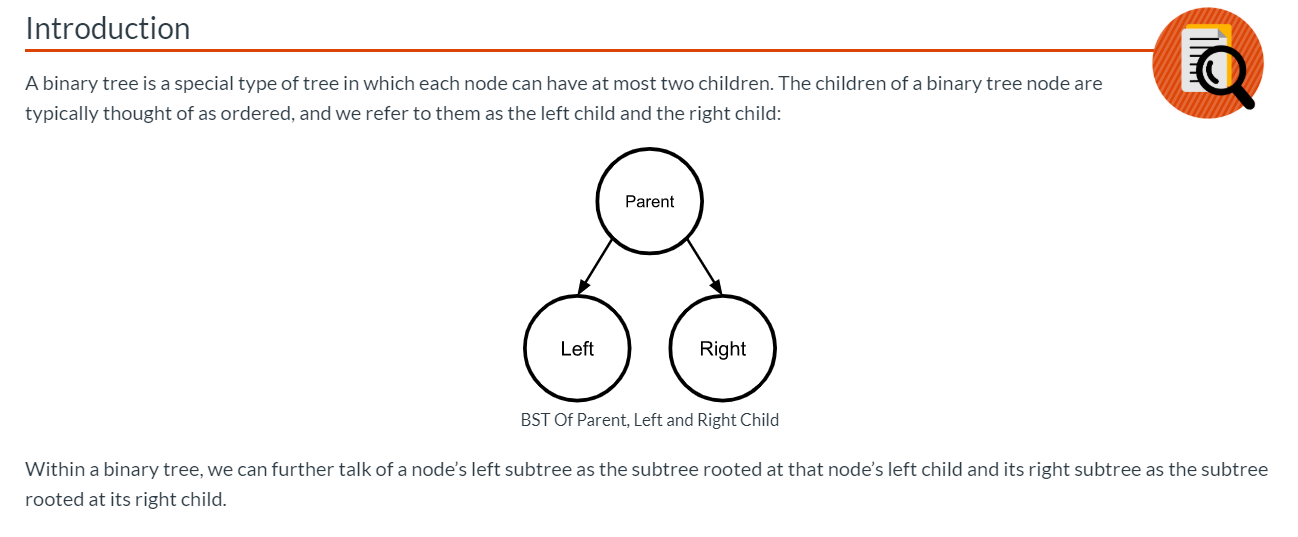 Introduction
A binary tree is a special type of tree in which each node can have at most two children. The children of a binary tree node are
typically thought of as ordered, and we refer to them as the left child and the right child:
Parent
Left
Right
BST Of Parent, Left and Right Child
Within a binary tree, we can further talk of a node’s left subtree as the subtree rooted at that node’s left child and its right subtree as the subtree
rooted at its right child.